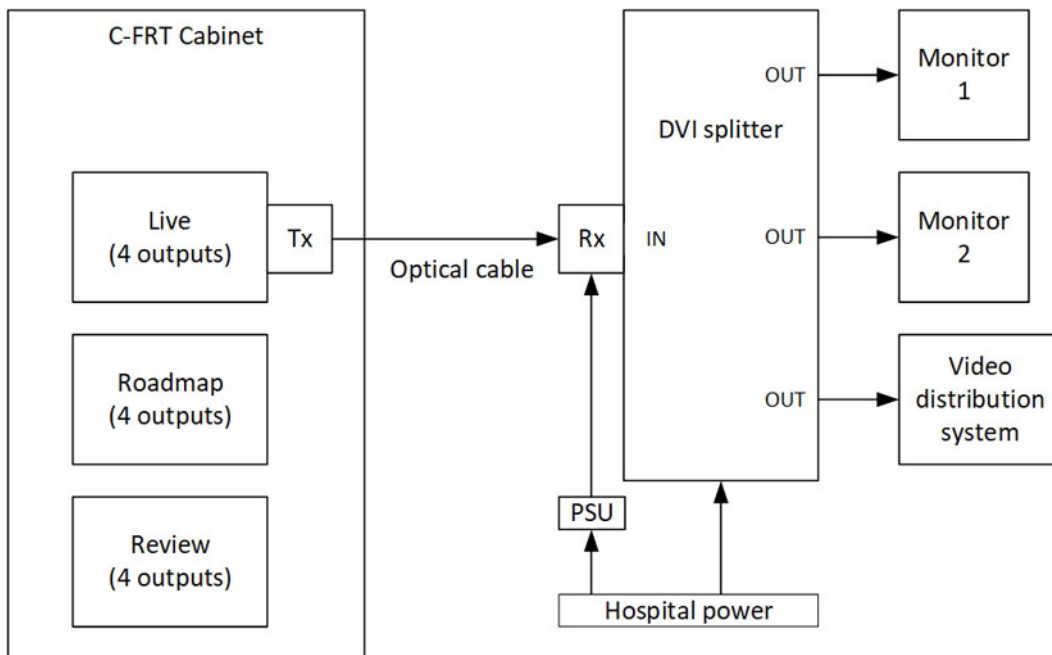 C-FRT Cabinet
Live
(4 outputs)
Tx
Optical cable
Roadmap
(4 outputs)
Review
(4 outputs)
Rx
IN
DVI splitter
OUT
OUT
OUT
PSU
Hospital power
Monitor
1
Monitor
2
Video
distribution
system